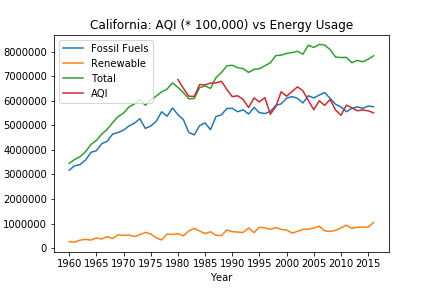 California: AQI (* 100,000) vs Energy Usage
Fossil Fuels
Renewable
Total
AQI
8000000
7000000
6000000
5000000
4000000
3000000
2000000
1000000
0
1960 1965 1970 1975 1980 1985 1990 1995 2000 2005 2010 2015
Year